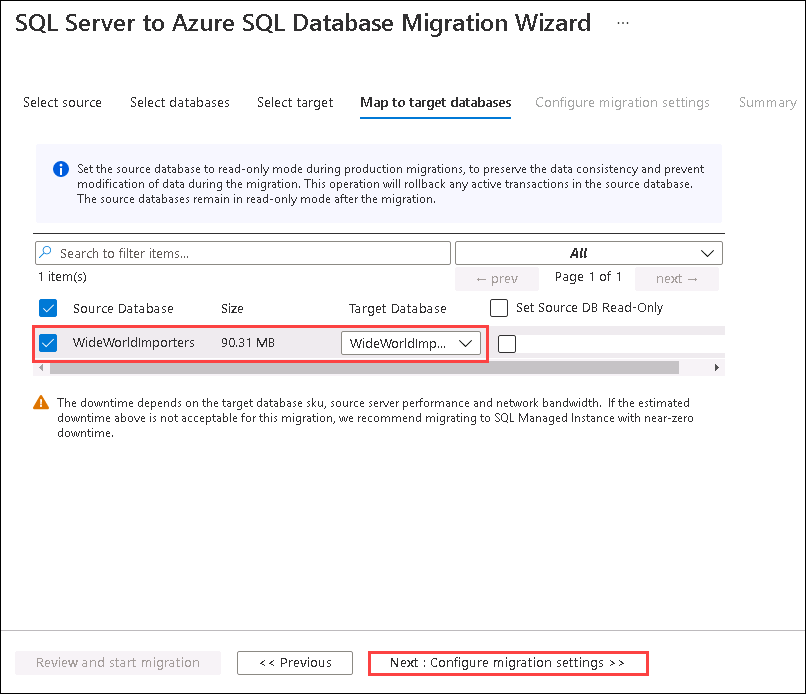 SQL Server to Azure SQL Database Migration Wizard ...
Select source Select databases Select target Map to target databases Configure migration settings Summary
Set the source database to read-only mode during production migrations, to preserve the data consistency and prevent
modification of data during the migration. This operation will rollback any active transactions in the source database.
The source databases remain in read-only mode after the migration.
Search to filter items... All
1 item(s) ← prev Page 1 of 1 next →
Source Database Size Target Database Set Source DB Read-Only
WideWorldImporters 90.31 MB WideWorldImp...
The downtime depends on the target database sku, source server performance and network bandwidth. If the estimated
downtime above is not acceptable for this migration, we recommend migrating to SQL Managed Instance with near-zero
downtime.
Review and start migration << Previous Next : Configure migration settings >>